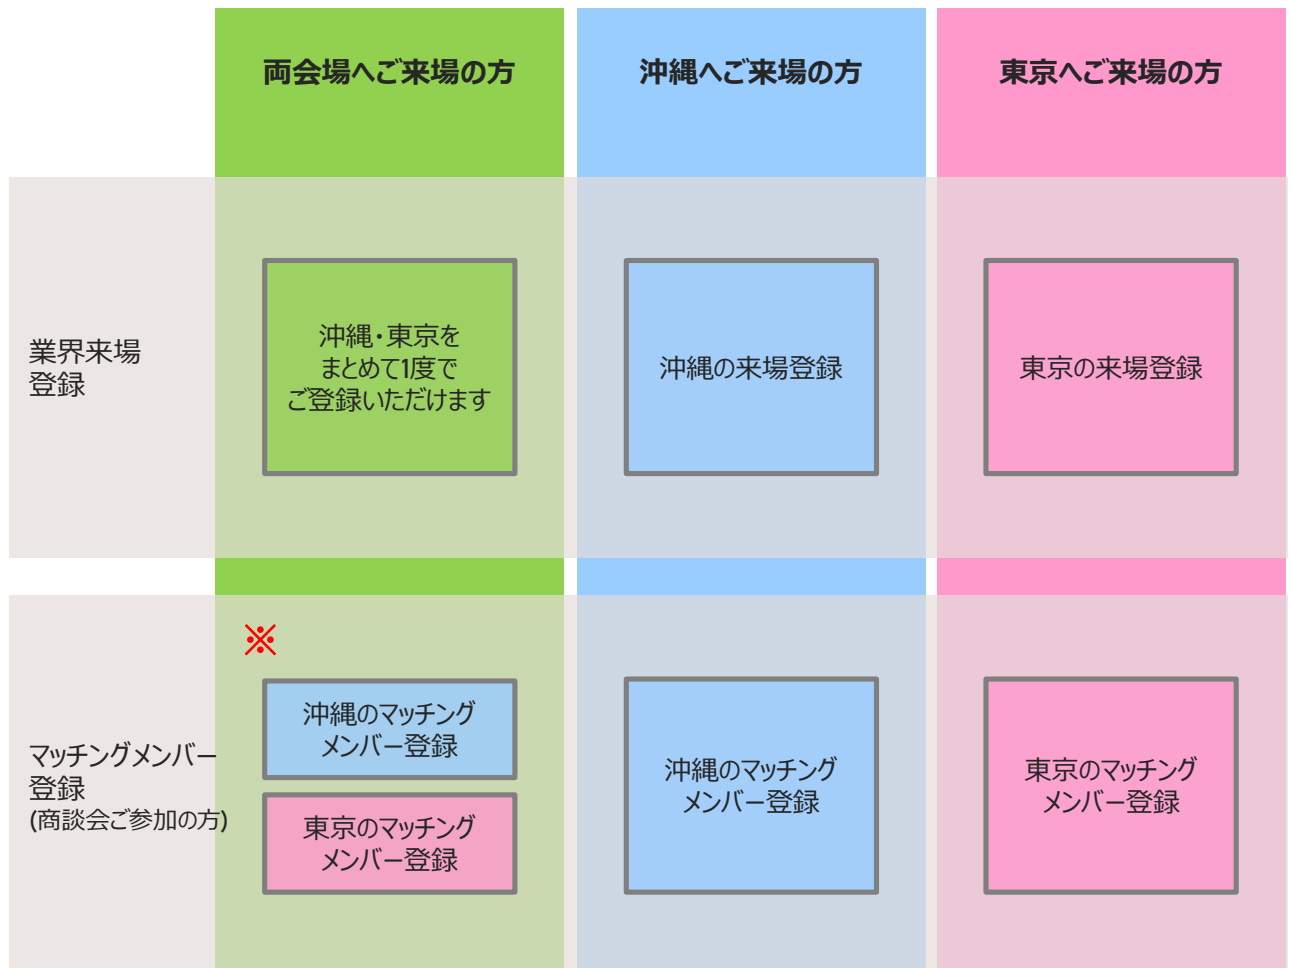 両会場へご来場の方
沖縄へご来場の方
東京へご来場の方
業界来場
登録
沖縄・東京を
まとめて1度で
ご登録いただけます
沖縄の来場登録
東京の来場登録
※
マッチングメンバー
登録
(商談会ご参加の方)
沖縄のマッチング
メンバー登録
東京のマッチング
メンバー登録
沖縄のマッチング
メンバー登録
東京のマッチング
メンバー登録